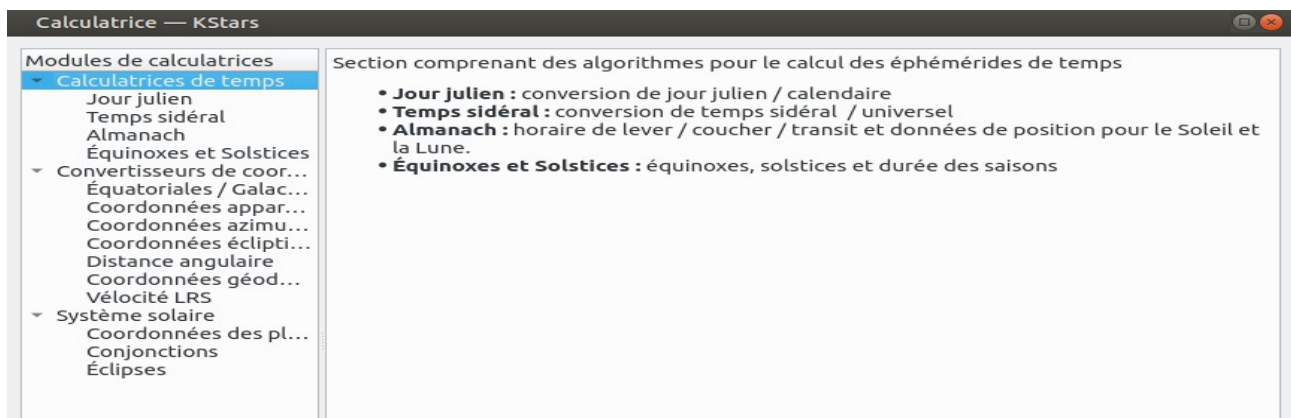 Calculatrice — KStars
Modules de calculatrices
Calculatrices de temps
Jour julien
Temps sidéral
Almanach
Équinoxes et Solstices
Convertisseurs de coor...
Équatoriales / Galac...
Coordonnées appar...
Coordonnées azimu...
Coordonnées éclipti...
Distance angulaire
Coordonnées géod...
Vélocité LRS
Système solaire
Coordonnées des pl...
Conjonctions
Éclipses
Section comprenant des algorithmes pour le calcul des éphémérides de temps
• Jour julien : conversion de jour julien / calendaire
• Temps sidéral : conversion de temps sidéral / universel
• Almanach : horaire de lever / coucher / transit et données de position pour le Soleil et
la Lune.
• Équinoxes et Solstices : équinoxes, solstices et durée des saisons